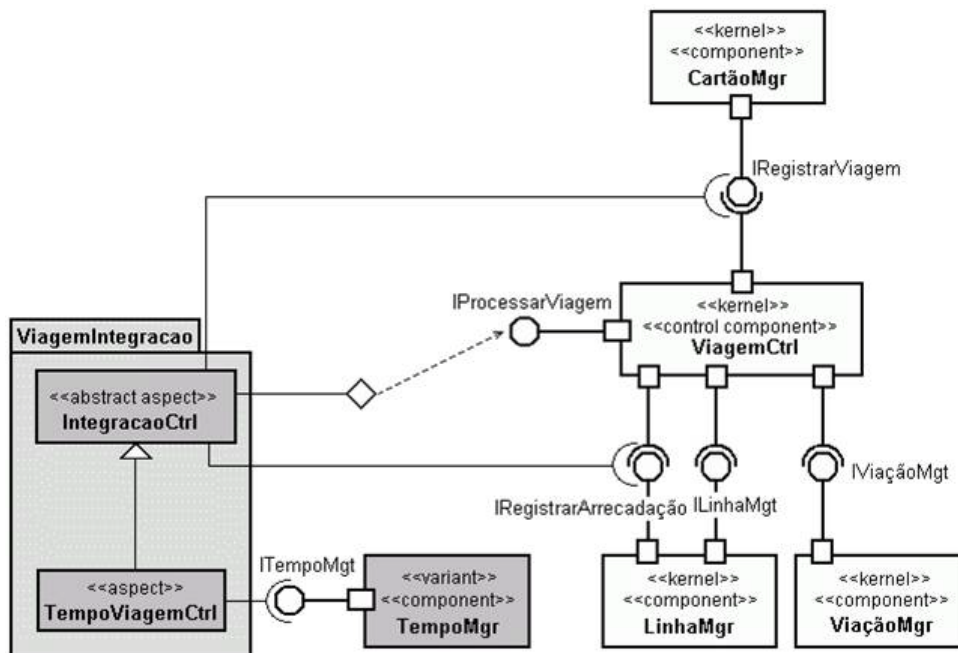 <<kernel>>
<<component>>
CartãoMgr
IRegistrarViagem
IProcessarViagem
<<kernel>>
<<control component>>
ViagemCtrl
ViagemIntegracao
<<abstract aspect>>
IntegracaoCtrl
IViaçãoMgt
IRegistrarArrecadação
ILinhaMgt
ITempoMgt
<<aspect>>
TempoViagemCtrl
<<variant>>
<<component>>
TempoMgr
<<kernel>>
<<component>>
LinhaMgr
<<kernel>>
<<component>>
ViaçãoMgr